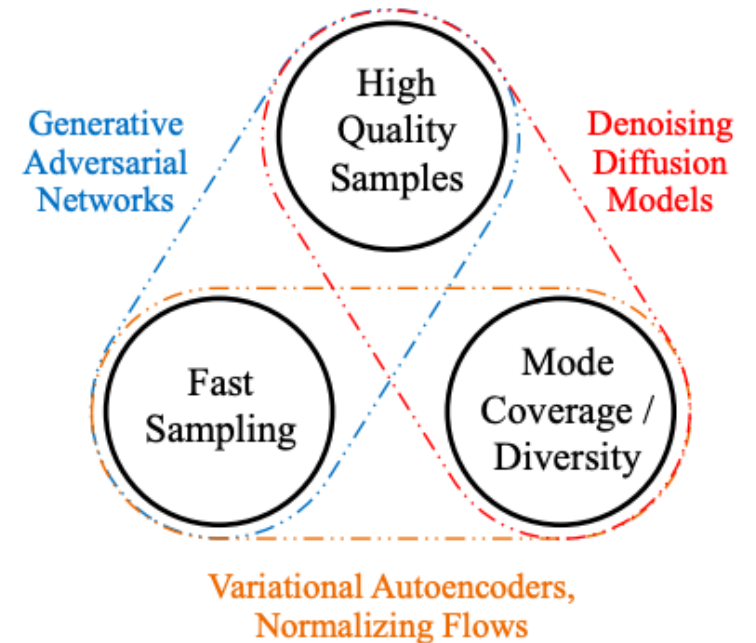 High
Quality
Samples
Generative
Adversarial
Networks
Denoising
Diffusion
Models
Fast
Sampling
Mode
Coverage /
Diversity
Variational Autoencoders,
Normalizing Flows